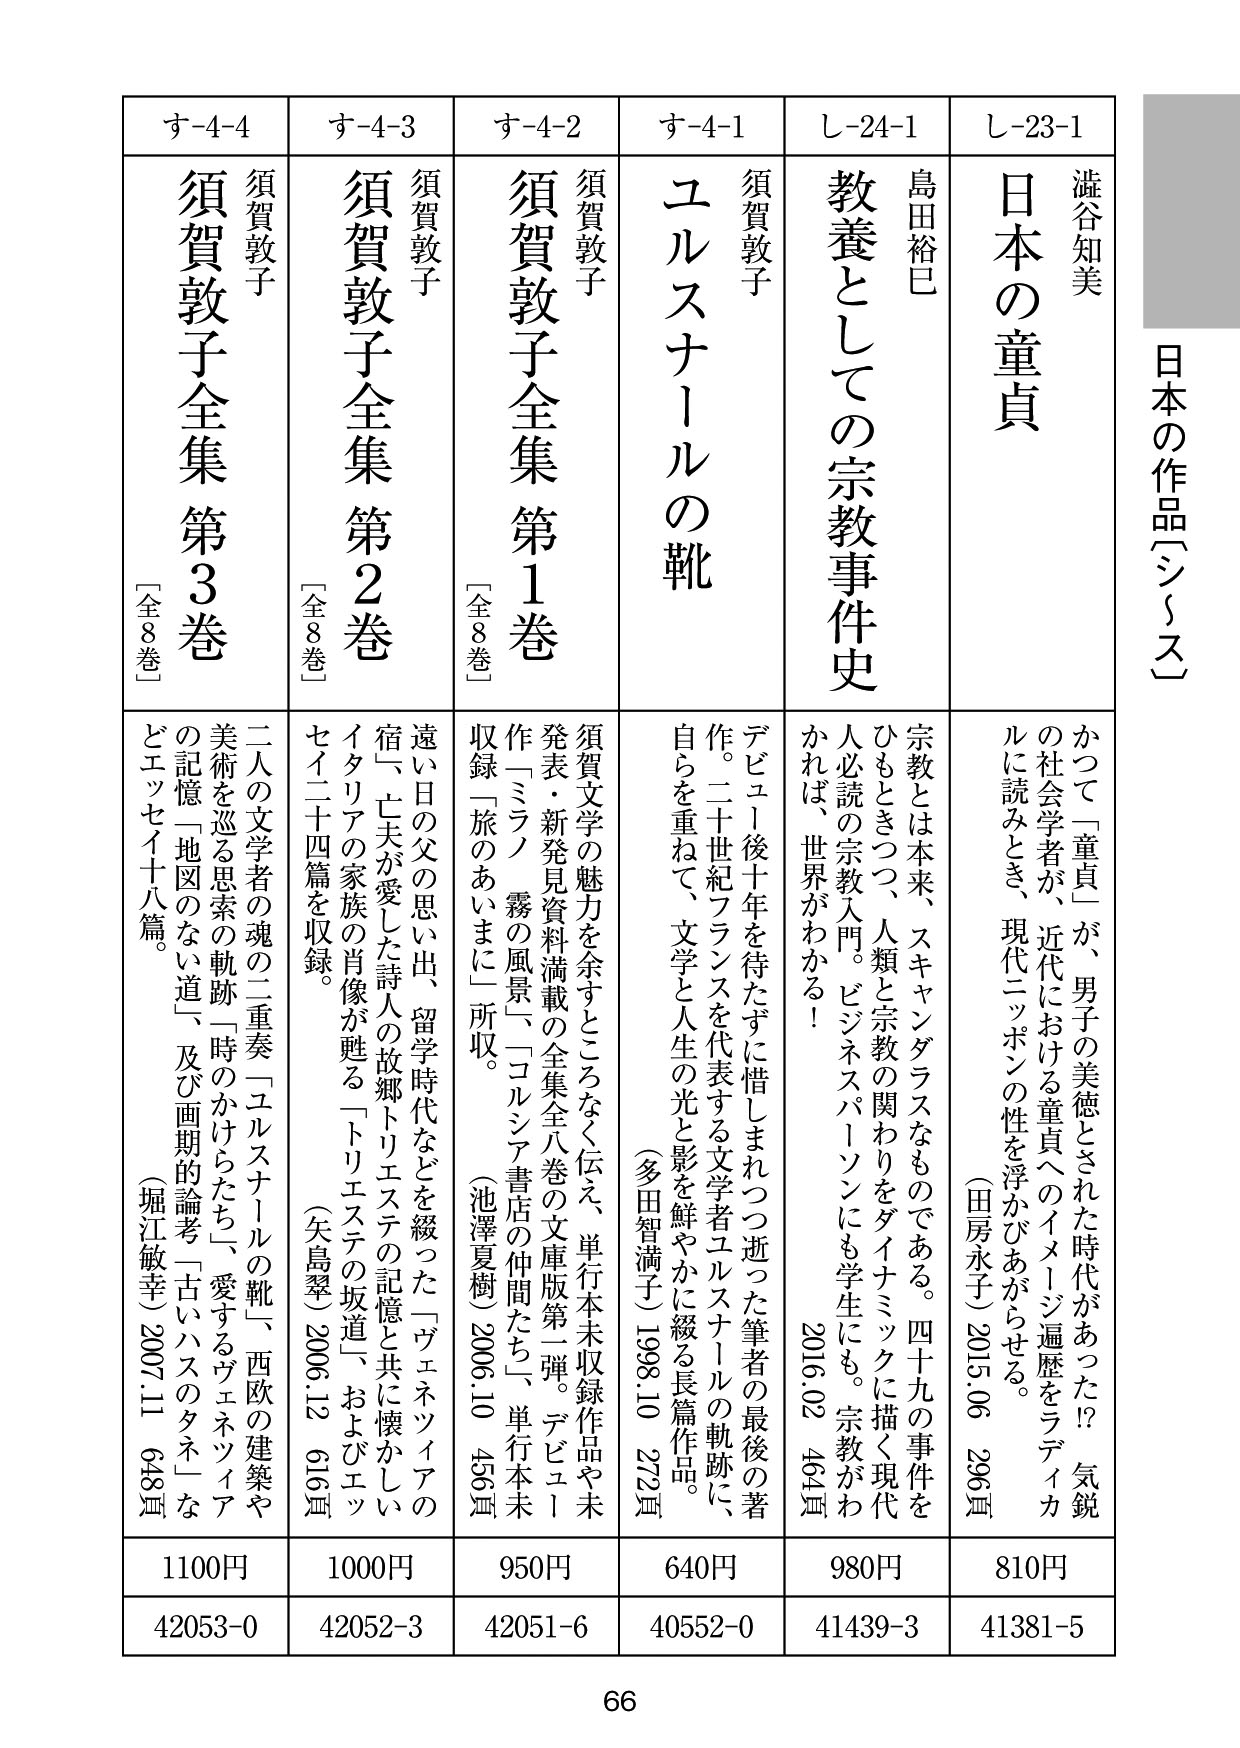 日本の作品〔シ〜ス〕
し-23-1
澁谷知美
日本の童貞
かつて「童貞」が、男子の美徳とされた時代があった!? 気鋭
の社会学者が、近代における童貞へのイメージ遍歴をラディカ
ルに読みとき、現代ニッポンの性を浮かびあがらせる。
（田房永子）2015.06 296頁
810円
41381-5
し-24-1
島田裕巳
教養としての宗教事件史
宗教とは本来、スキャンダラスなものである。四十九の事件を
ひもときつつ、人類と宗教の関わりをダイナミックに描く現代
人必読の宗教入門。ビジネスパーソンにも学生にも。宗教がわ
かれば、世界がわかる！ 2016.02 464頁
980円
41439-3
す-4-1
須賀敦子
ユルスナールの靴
デビュー後十年を待たずに惜しまれつつ逝った筆者の最後の著
作。二十世紀フランスを代表する文学者ユルスナールの軌跡に、
自らを重ねて、文学と人生の光と影を鮮やかに綴る長篇作品。
（多田智満子）1998.10 272頁
640円
40552-0
す-4-2
須賀敦子
須賀敦子全集 第1巻
［全8巻］
須賀文学の魅力を余すところなく伝え、単行本未収録作品や未
発表・新発見資料満載の全集全八巻の文庫版第一弾。デビュー
作「ミラノ 霧の風景」、「コルシア書店の仲間たち」、単行本未
収録「旅のあいまに」所収。 （池澤夏樹）2006.10 456頁
950円
42051-6
す-4-3
須賀敦子
須賀敦子全集 第2巻
［全8巻］
遠い日の父の思い出、留学時代などを綴った「ヴェネツィアの
宿」、亡夫が愛した詩人の故郷トリエステの記憶と共に懐かしい
イタリアの家族の肖像が甦る「トリエステの坂道」、およびエッ
セイ二十四篇を収録。 （矢島翠）2006.12 616頁
1000円
42052-3
す-4-4
須賀敦子
須賀敦子全集 第3巻
［全8巻］
二人の文学者の魂の二重奏「ユルスナールの靴」、西欧の建築や
美術を巡る思索の軌跡「時のかけらたち」、愛するヴェネツィア
の記憶「地図のない道」、及び画期的論考「古いハスのタネ」な
どエッセイ十八篇。 （堀江敏幸）2007.11 648頁
1100円
42053-0
66